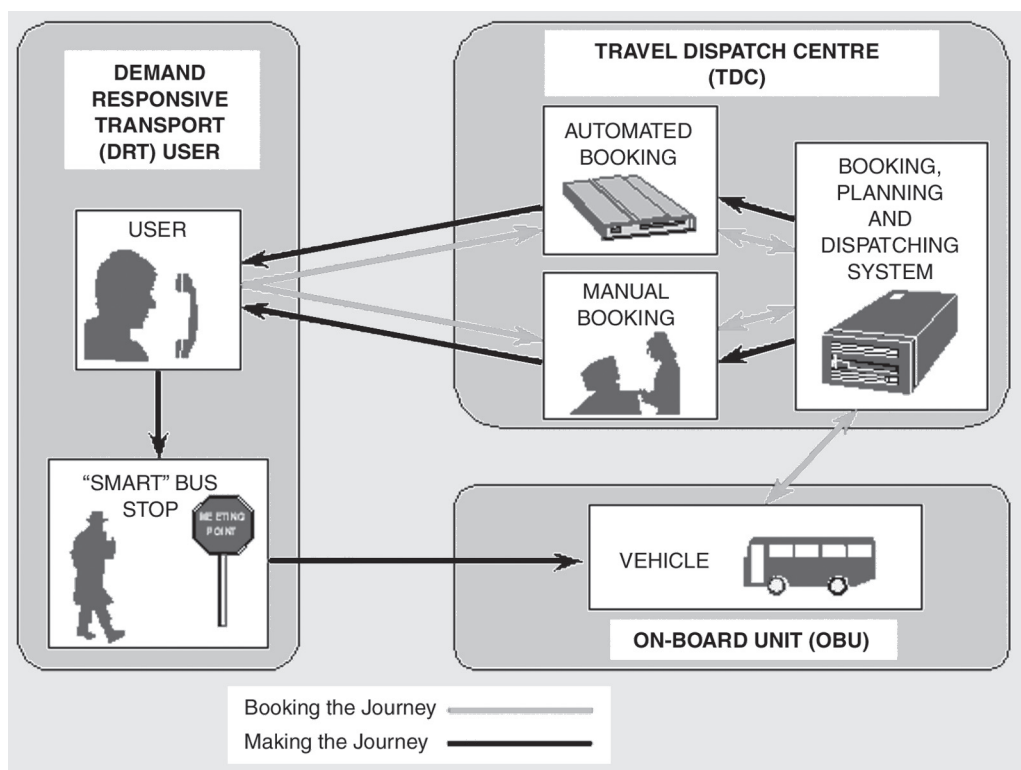 DEMAND
RESPONSIVE
TRANSPORT
(DRT) USER
USER
“SMART” BUS
STOP
MEETING
POINT
TRAVEL DISPATCH CENTRE
(TDC)
AUTOMATED
BOOKING
MANUAL
BOOKING
BOOKING,
PLANNING
AND
DISPATCHING
SYSTEM
VEHICLE
ON-BOARD UNIT (OBU)
Booking the Journey
Making the Journey